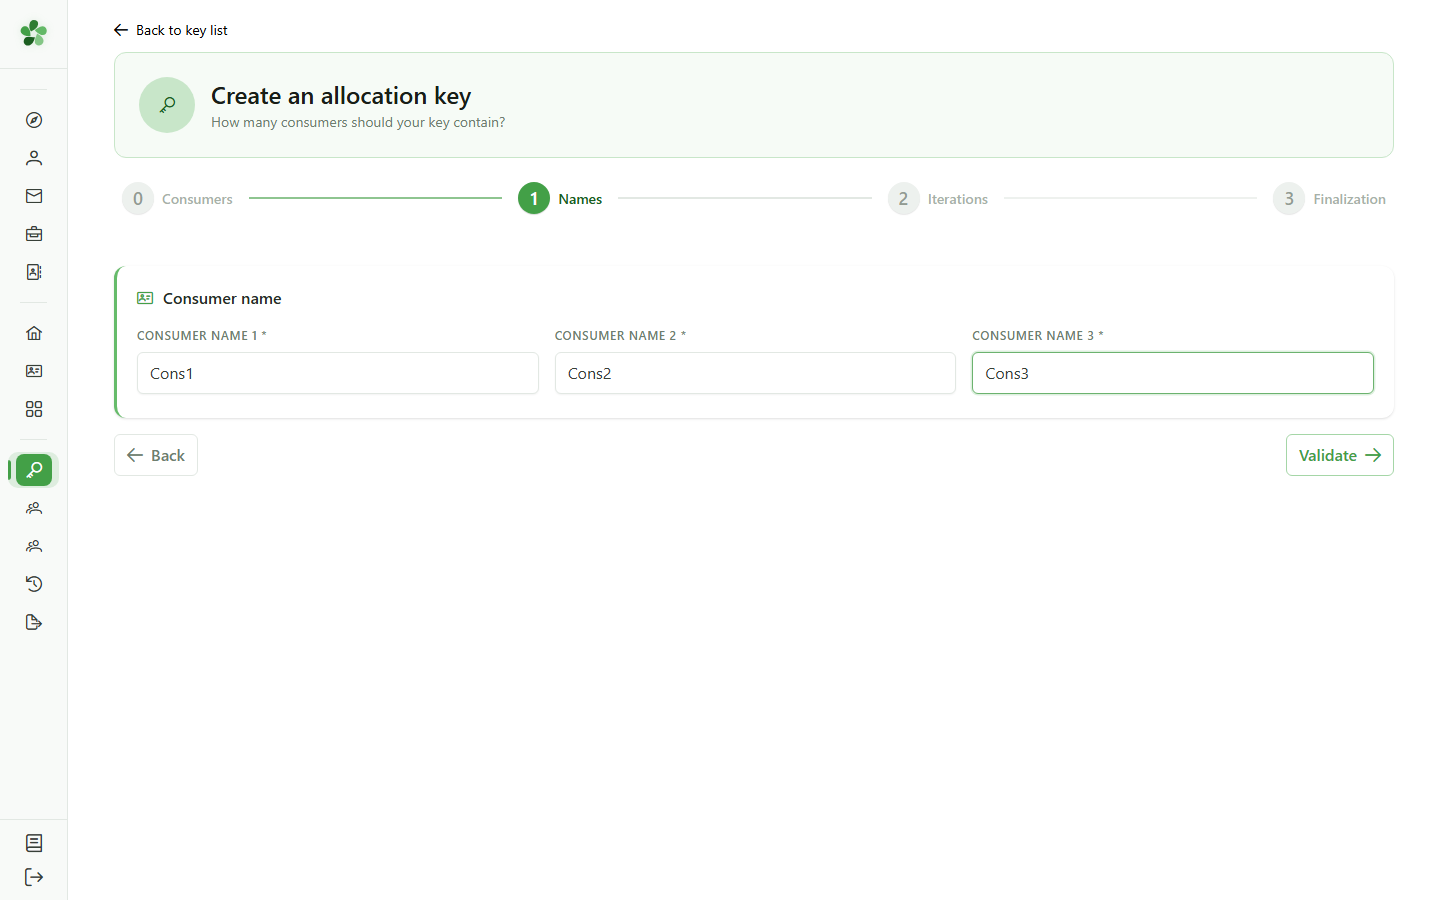 Back to key list
Create an allocation key
How many consumers should your key contain?
0 Consumers
1 Names
2 Iterations
3 Finalization
Consumer name
CONSUMER NAME 1 *
CONSUMER NAME 2 *
CONSUMER NAME 3 *
Cons1
Cons2
Cons3
Back
Validate